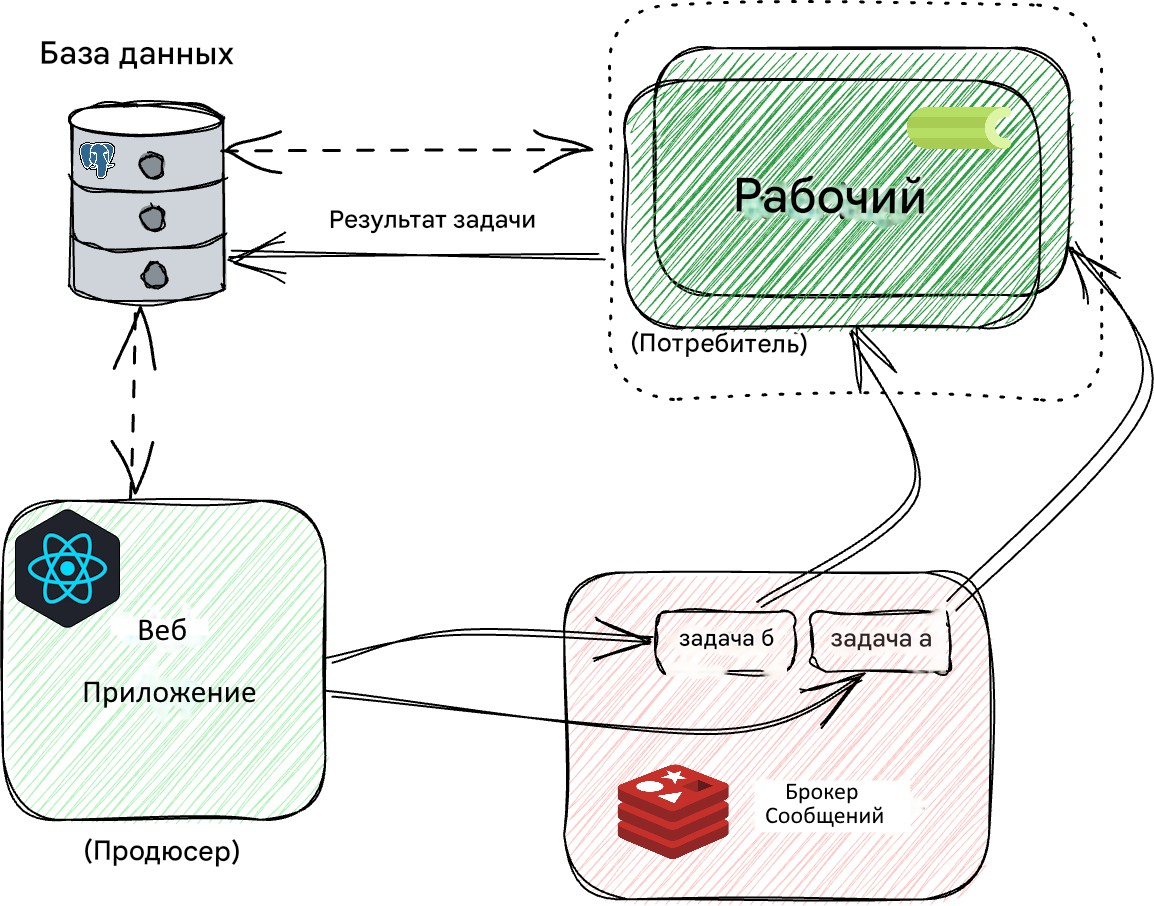 База данных
Рабочий
Результат задачи
(Потребитель)
Веб
Приложение
задача б
задача а
Брокер
Сообщений
(Продюсер)